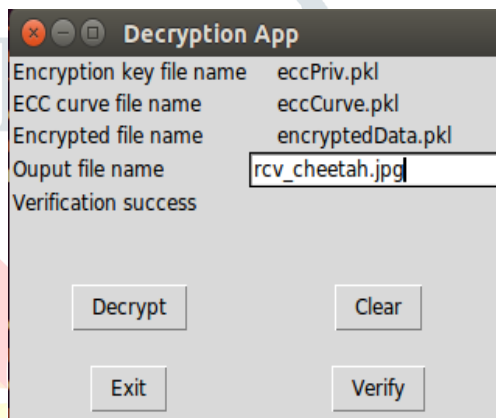 Decryption App
Encryption key file name eccPriv.pkl
ECC curve file name eccCurve.pkl
Encrypted file name encryptedData.pkl
Ouput file name rcv_cheetah.jpg
Verification success
Decrypt Clear
Exit Verify